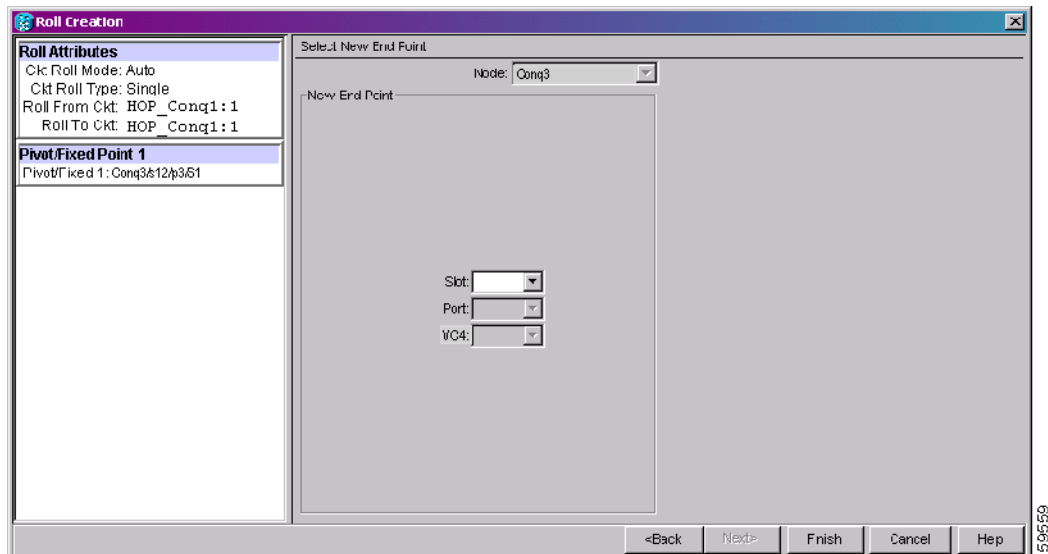 Roll Creation
Roll Attributes
Ckt Roll Mode: Auto
Ckt Roll Type: Single
Roll From Ckt: HOP_Conq1:1
Roll To Ckt: HOP_Conq1:1
Pivot/Fixed Point 1
Pivot/Fixed 1: Conq3/s12/p3/S1
Select New End Point
Node: Conq3
New End Point
Slot:
Port:
VC4:
<Back
Next>
Finish
Cancel
Help
59559